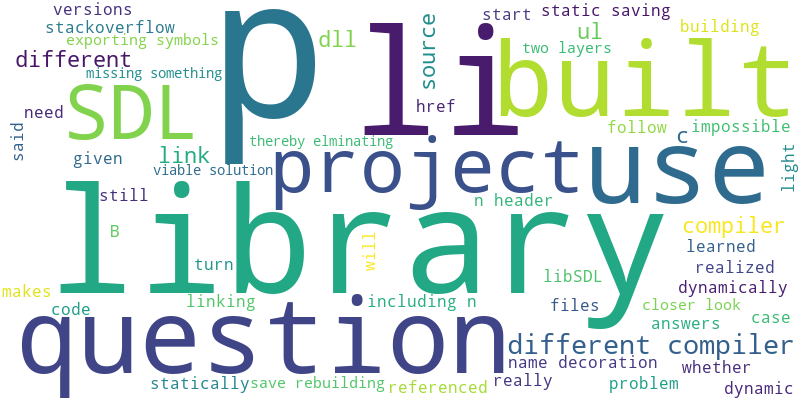 versions
p
li
start
static saving
stackoverflow
ul
building
exporting symbols
dll
source
built
different
two layers
missing something
SDL
href
need
follow
c
impossible
said
thereby elminating
given
link
viable solution
project
use
light
still
library
n header
B
compiler
will
learned
turn
libSDL
realized
makes
dynamically
code
linking
including n
files
closer look
question
answers
case
different compiler
name decoration
whether
statically
save rebuilding
referenced
really
problem
dynamic